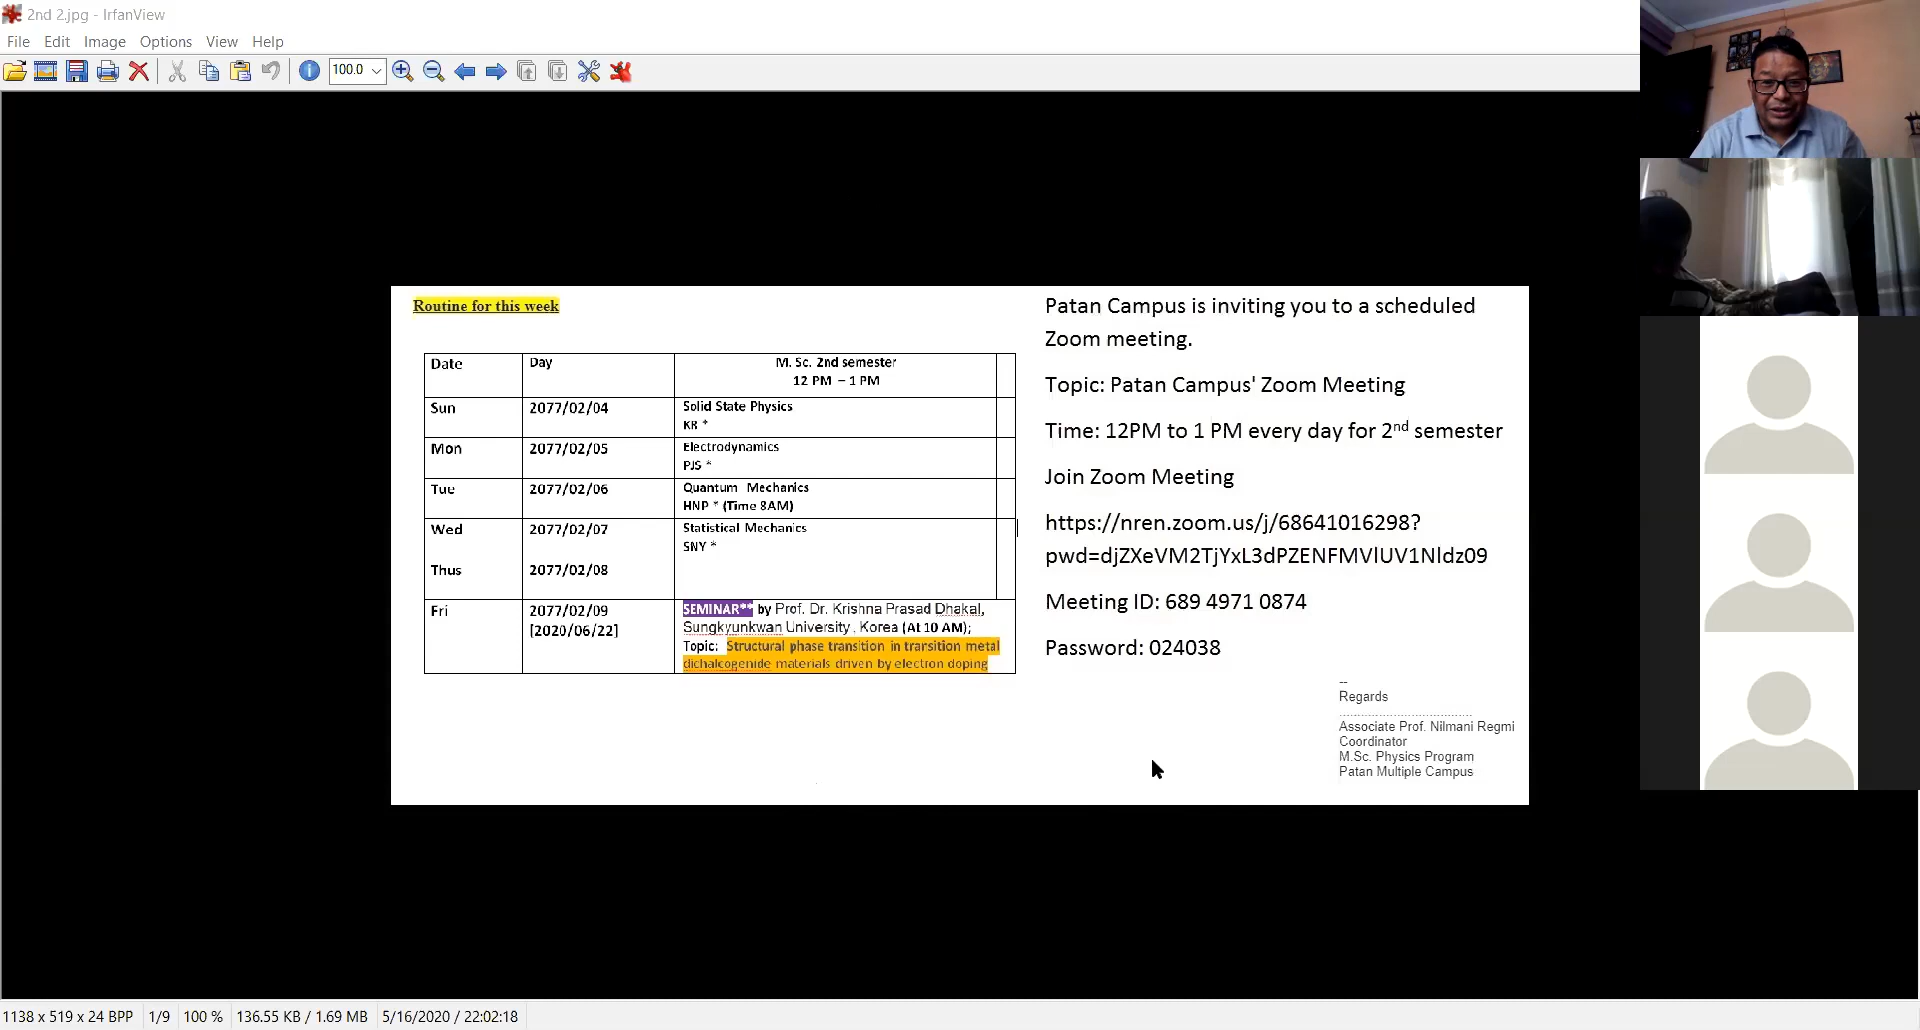 2nd 2.jpg - IrfanView
File Edit Image Options View Help
100.0
Routine for this week
Date Day M. Sc. 2nd semester
12 PM – 1 PM
Sun 2077/02/04 Solid State Physics
KR *
Mon 2077/02/05 Electrodynamics
PJS *
Tue 2077/02/06 Quantum Mechanics
HNP * (Time 8AM)
Wed 2077/02/07 Statistical Mechanics
SNY *
Thus 2077/02/08
Fri 2077/02/09 SEMINAR** by Prof. Dr. Krishna Prasad Dhakal,
[2020/06/22] Sungkyunkwan University , Korea (At 10 AM);
Topic: Structural phase transition in transition metal
dichalcogenide materials driven by electron doping
Patan Campus is inviting you to a scheduled
Zoom meeting.
Topic: Patan Campus' Zoom Meeting
Time: 12PM to 1 PM every day for 2nd semester
Join Zoom Meeting
https://nren.zoom.us/j/68641016298?
pwd=djZXeVM2TjYxL3dPZENFMVlUV1Nldz09
Meeting ID: 689 4971 0874
Password: 024038
--
Regards
Associate Prof. Nilmani Regmi
Coordinator
M.Sc. Physics Program
Patan Multiple Campus
1138 x 519 x 24 BPP 1/9 100 % 136.55 KB / 1.69 MB 5/16/2020 / 22:02:18